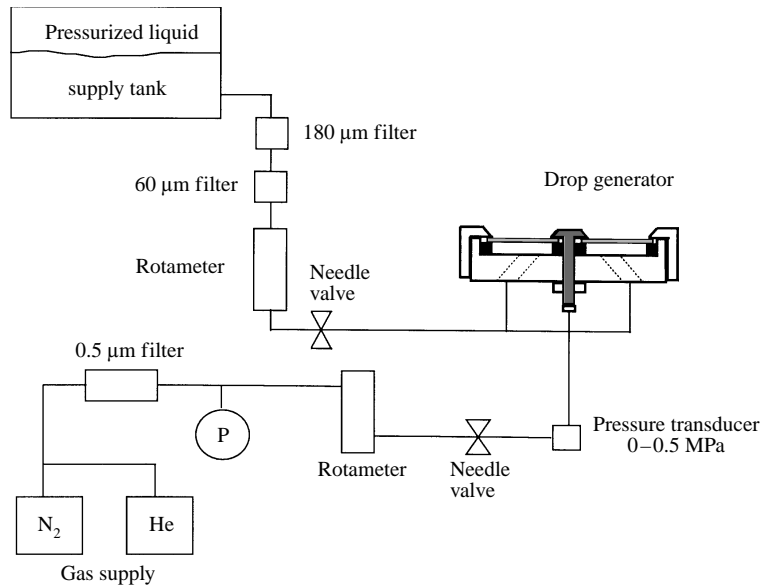 Pressurized liquid
supply tank
180 μm filter
60 μm filter
Drop generator
Rotameter
Needle
valve
0.5 μm filter
P
Pressure transducer
0–0.5 MPa
Rotameter
Needle
valve
N₂
He
Gas supply